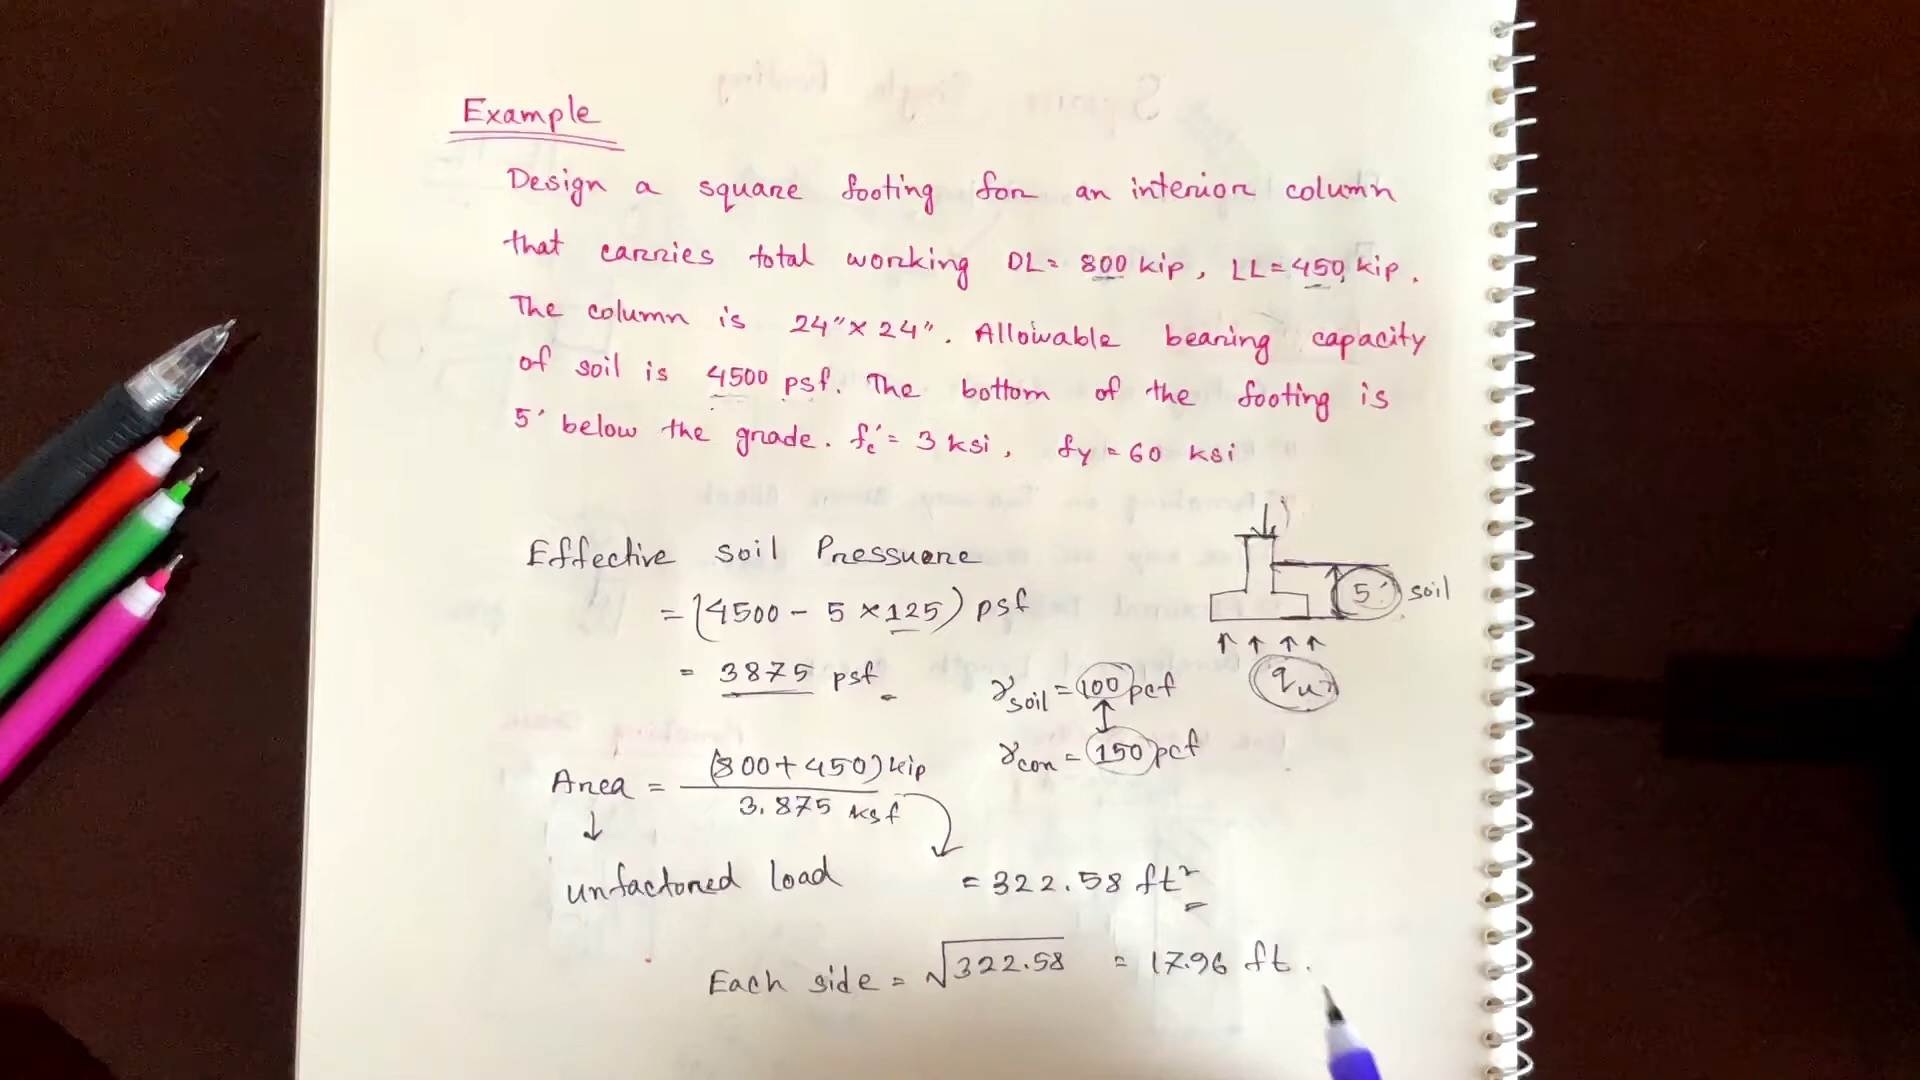 Example
Design a square footing for an interior column
that carries total working DL = 800 kip, LL = 450 kip.
The column is 24" x 24". Allowable bearing capacity
of soil is 4500 psf. The bottom of the footing is
5' below the grade. fc' = 3 ksi, fy = 60 ksi
Effective soil Pressure
= (4500 - 5 × 125) psf
= 3875 psf
5' soil
qu
γsoil = 100 pcf
γcon = 150 pcf
Area = (800 + 450) kip / 3.875 ksf
unfactored load = 322.58 ft²
Each side = √322.58 = 17.96 ft.